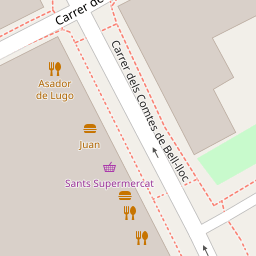 Carrer de
Carrer dels Comtes de Bell-lloc
Asador
de Lugo
Juan
Sants Supermercat